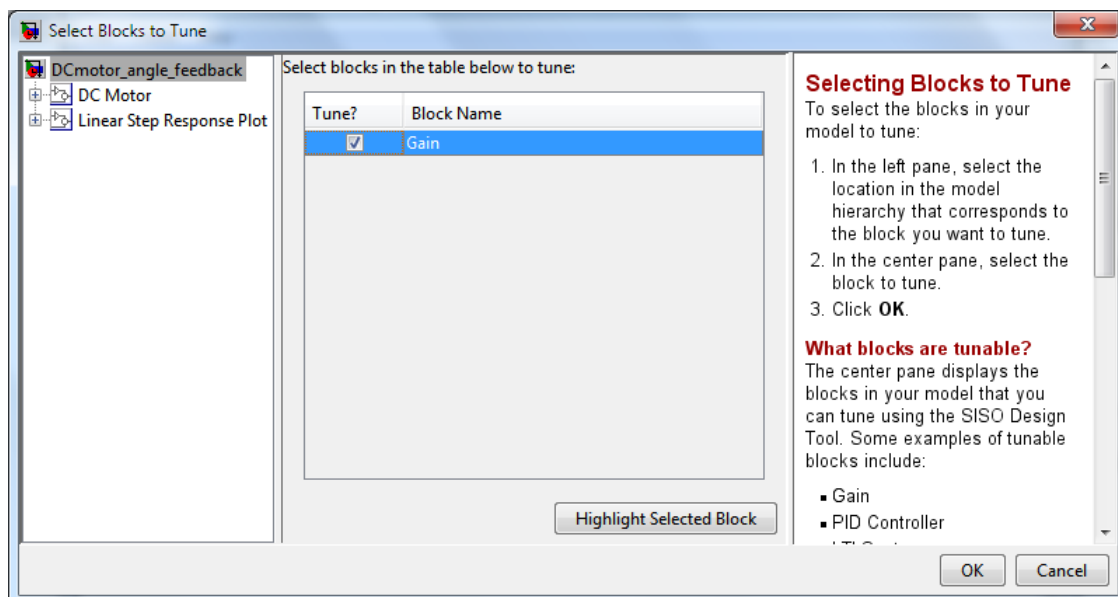 Select Blocks to Tune
DCmotor_angle_feedback
DC Motor
Linear Step Response Plot
Select blocks in the table below to tune:
Tune? Block Name
Gain
Highlight Selected Block
Selecting Blocks to Tune
To select the blocks in your
model to tune:
1. In the left pane, select the
location in the model
hierarchy that corresponds to
the block you want to tune.
2. In the center pane, select the
block to tune.
3. Click OK.
What blocks are tunable?
The center pane displays the
blocks in your model that you
can tune using the SISO Design
Tool. Some examples of tunable
blocks include:
▪ Gain
▪ PID Controller
OK Cancel